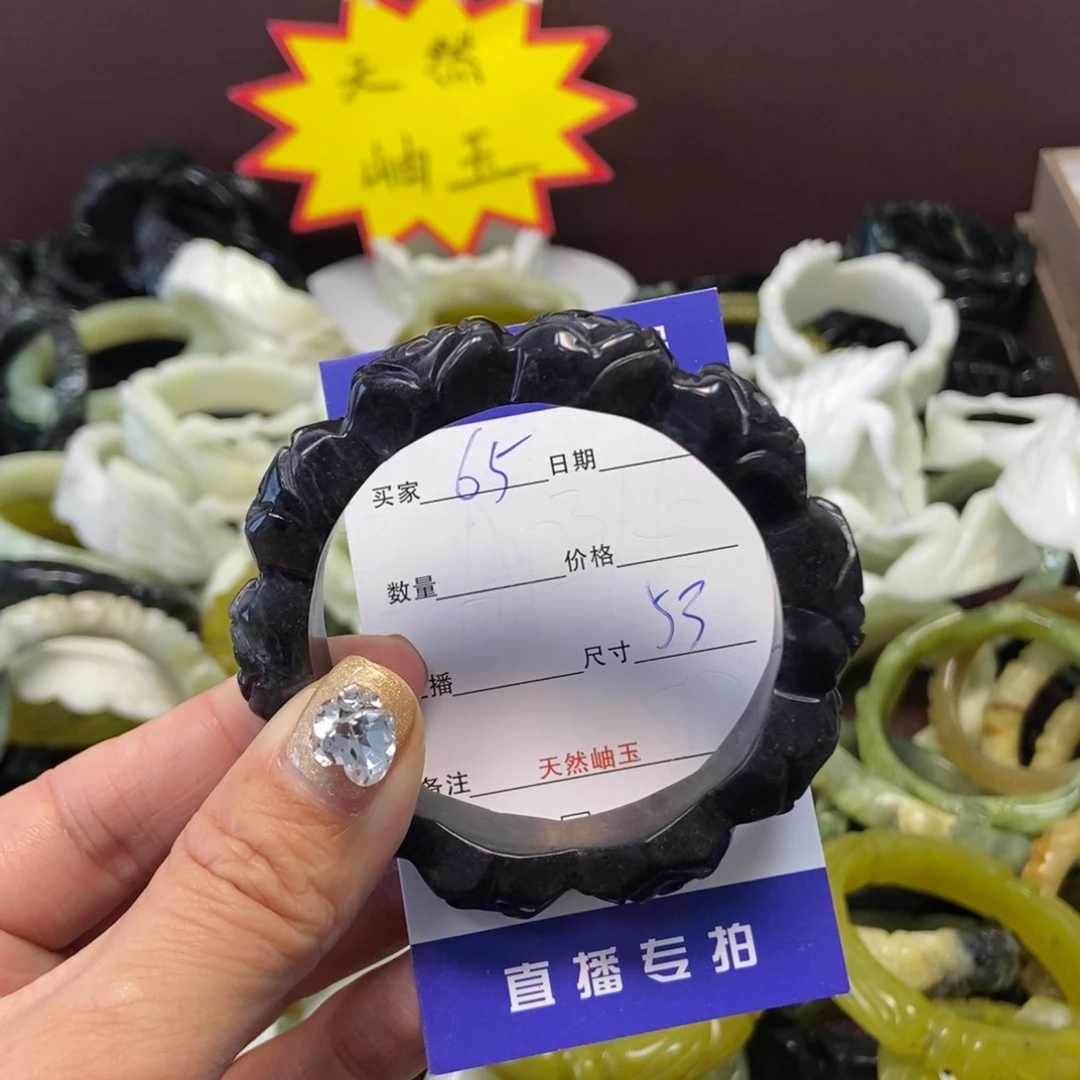 天然
岫玉
买家 65 日期
数量 价格
播 尺寸 53
备注 天然岫玉
直播专拍